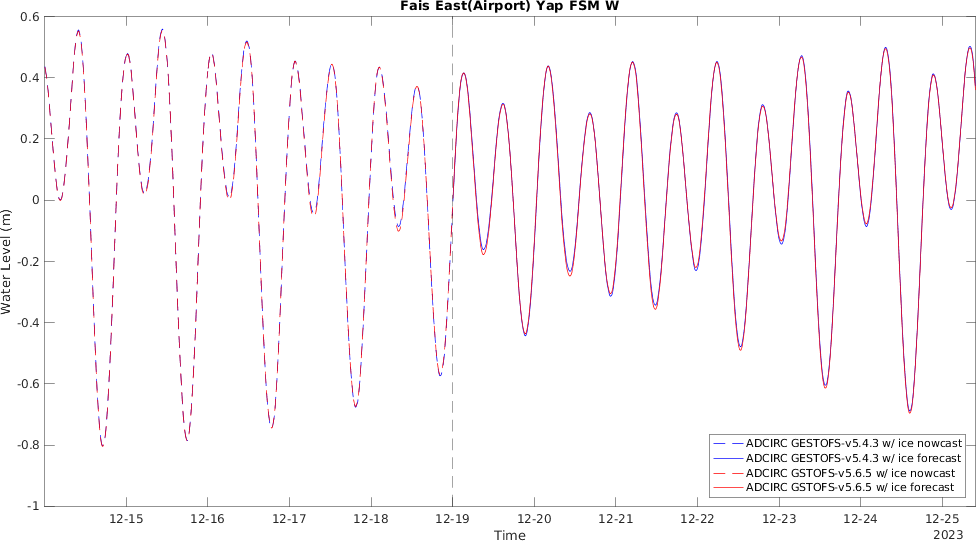 Fais East(Airport) Yap FSM W
0.6
0.4
0.2
0
-0.2
-0.4
-0.6
-0.8
-1
Water Level (m)
12-15 12-16 12-17 12-18 12-19 12-20 12-21 12-22 12-23 12-24 12-25
Time
2023
ADCIRC GESTOFS-v5.4.3 w/ ice nowcast
ADCIRC GESTOFS-v5.4.3 w/ ice forecast
ADCIRC GSTOFS-v5.6.5 w/ ice nowcast
ADCIRC GSTOFS-v5.6.5 w/ ice forecast